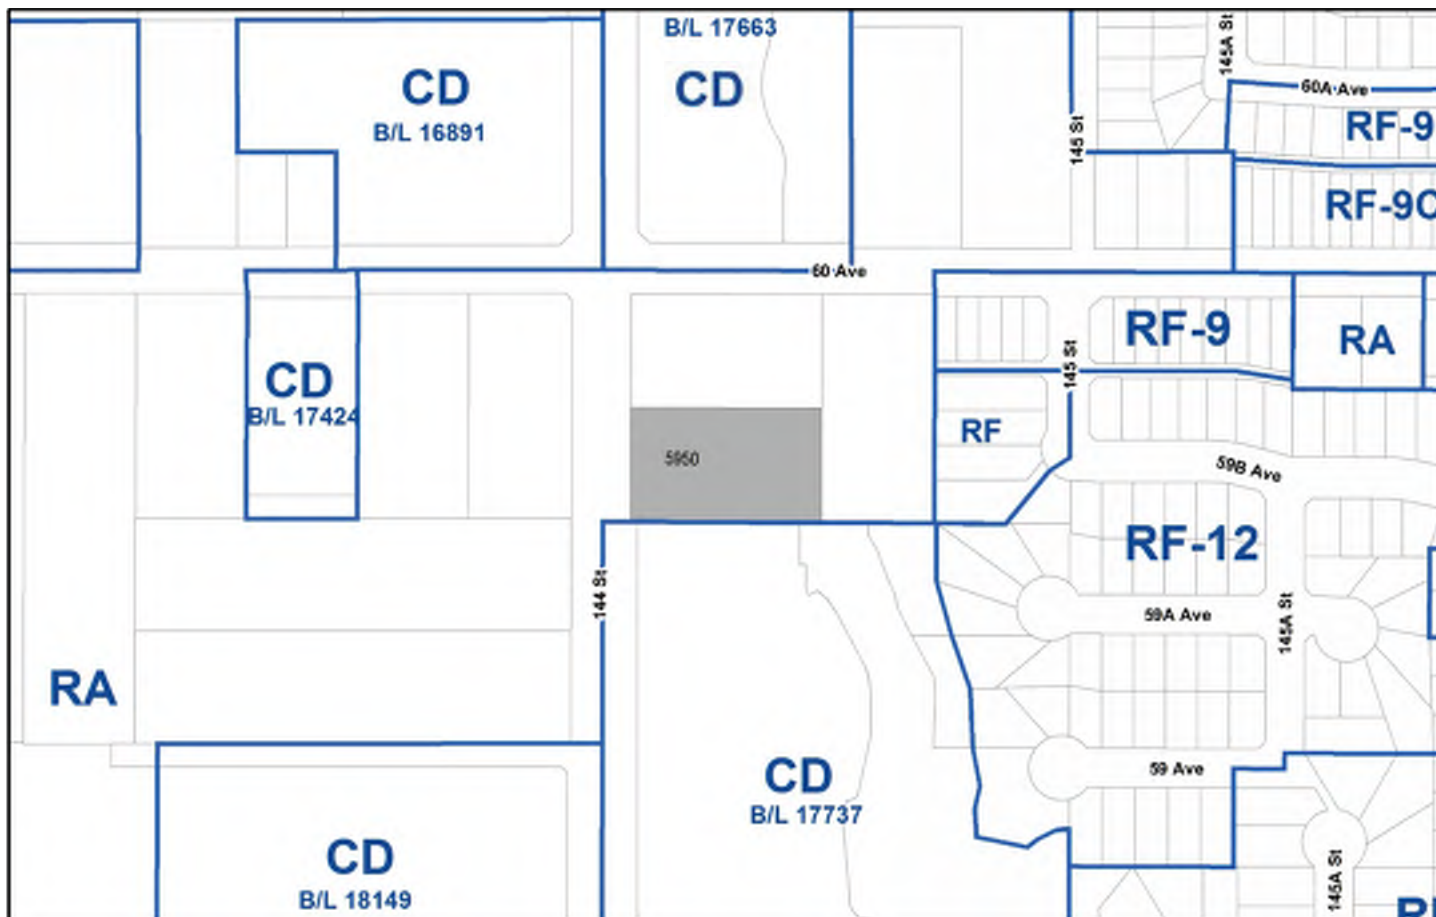 B/L 17663
CD
B/L 16891
CD
145A St
60A Ave
RF-9
145 St
RF-9C
60 Ave
CD
B/L 17424
RF-9
RA
145 St
RF
5950
59B Ave
RF-12
144 St
59A Ave
145A St
RA
CD
B/L 17737
59 Ave
CD
B/L 18149
145A St